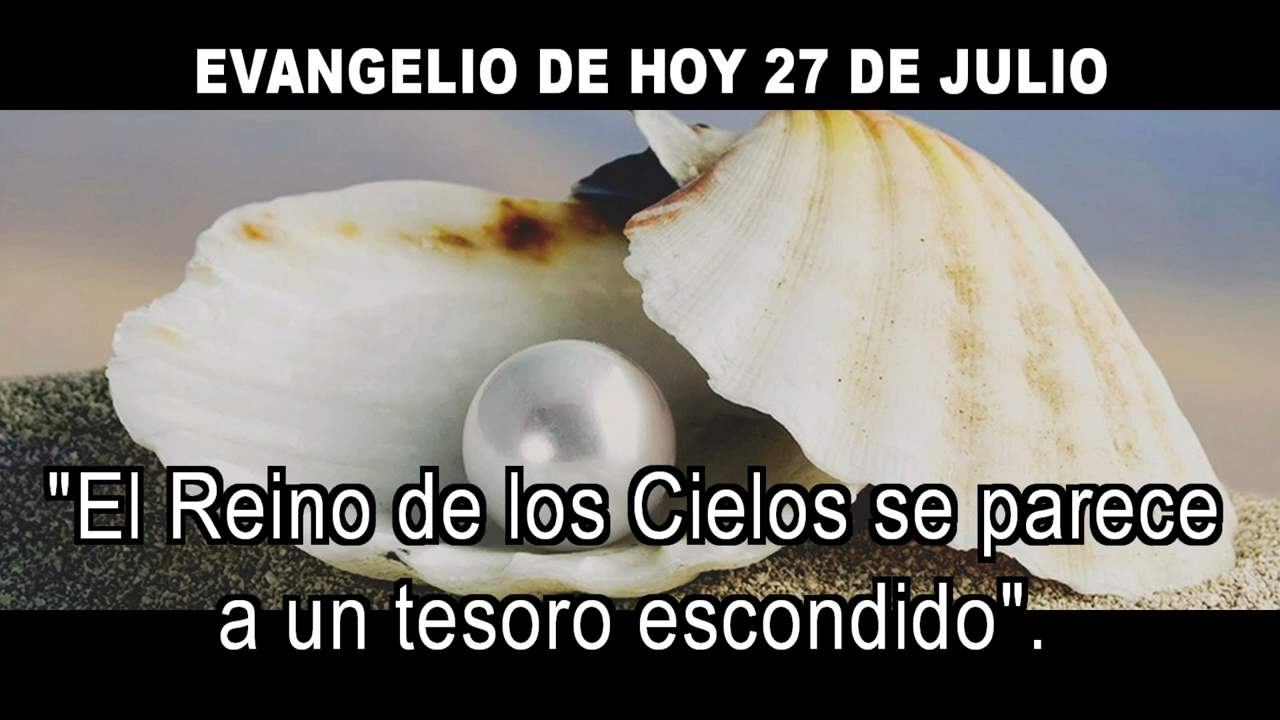 EVANGELIO DE HOY 27 DE JULIO
"El Reino de los Cielos se parece
a un tesoro escondido".